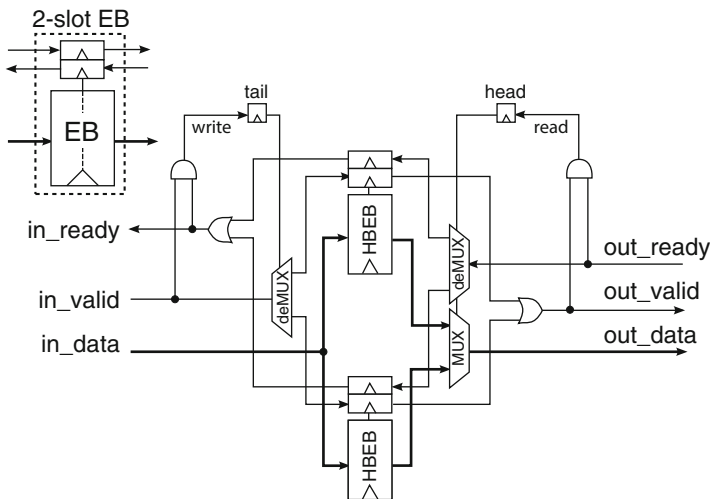 2-slot EB
EB
tail
write
head
read
HBEB
deMUX
deMUX
MUX
HBEB
in_ready
in_valid
in_data
out_ready
out_valid
out_data